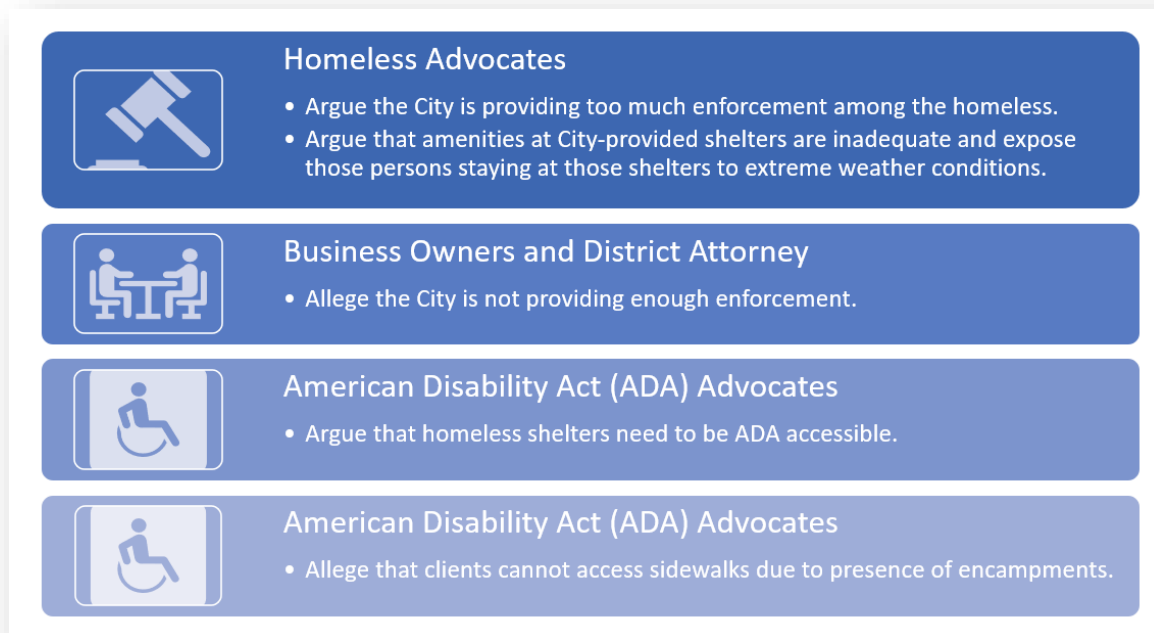 Homeless Advocates
• Argue the City is providing too much enforcement among the homeless.
• Argue that amenities at City-provided shelters are inadequate and expose
those persons staying at those shelters to extreme weather conditions.
Business Owners and District Attorney
• Allege the City is not providing enough enforcement.
American Disability Act (ADA) Advocates
• Argue that homeless shelters need to be ADA accessible.
American Disability Act (ADA) Advocates
• Allege that clients cannot access sidewalks due to presence of encampments.